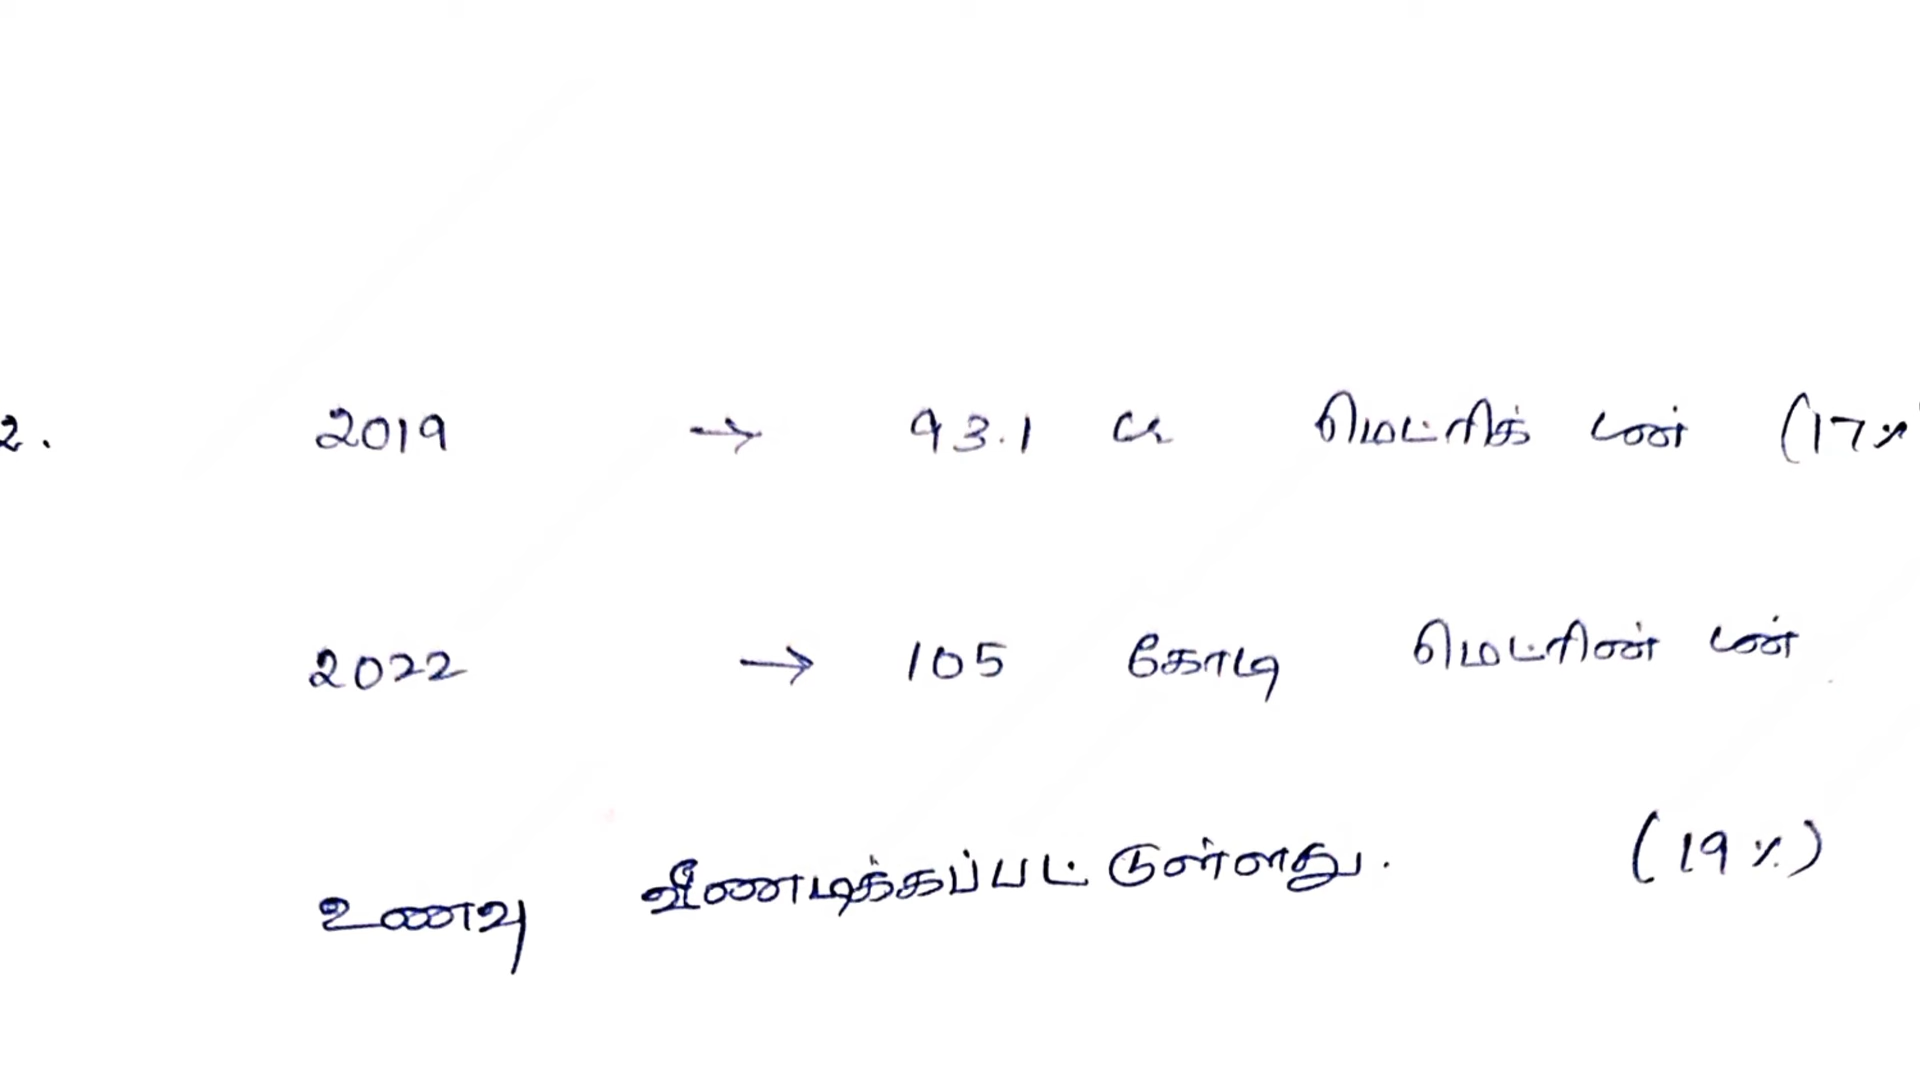 2. 2019 → 93.1 மெட்ரிக் டன் (17%
2022 → 105 கோடி மெட்ரிண் டன்
உணவு வீணடிக்கப்பட்டுள்ளது. (19%)